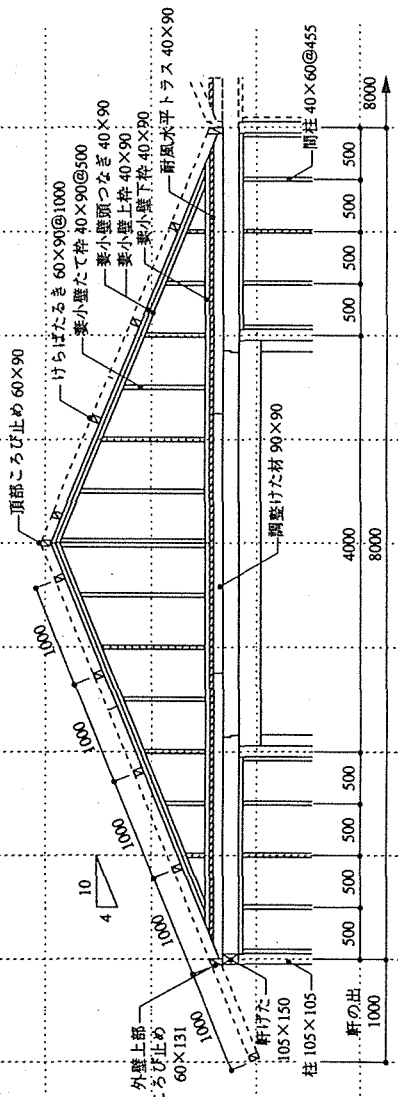 頂部ころび止め 60×90
けらばたるき 60×90@1000
妻小壁たて枠 40×90@500
妻小壁頭つなぎ 40×90
妻小壁上枠 40×90
妻小壁下枠 40×90
耐風水平トラス 40×90
1000
1000
1000
1000
1000
10
4
外壁上部
ころび止め
60×131
軒げた
105×150
柱 105×105
調整けた材 90×90
間柱 40×60@455
軒の出
1000
500
500
500
500
4000
8000
500
500
500
500
8000